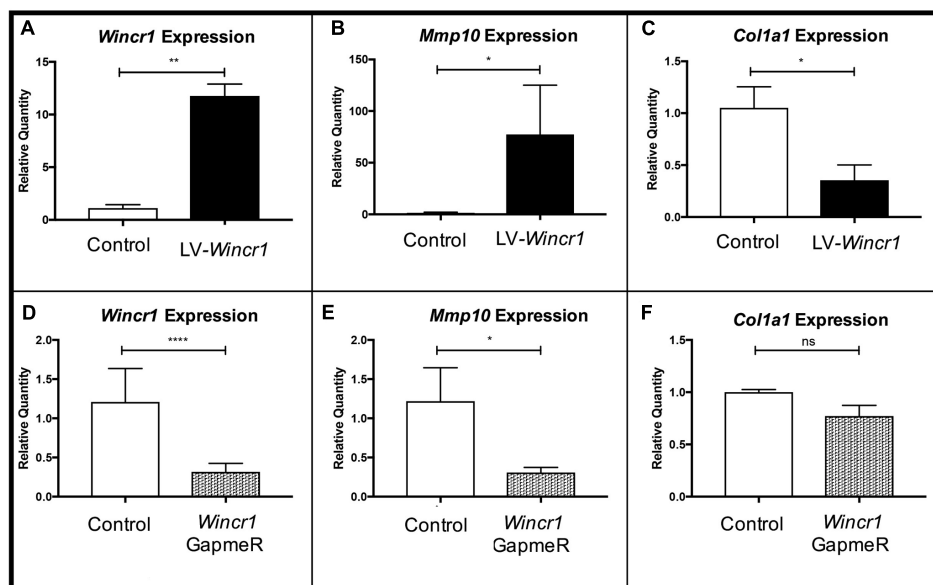 A
Wincr1 Expression
**
Relative Quantity
15
10
5
0
Control
LV-Wincr1
B
Mmp10 Expression
*
Relative Quantity
150
100
50
0
Control
LV-Wincr1
C
Col1a1 Expression
*
Relative Quantity
1.5
1.0
0.5
0.0
Control
LV-Wincr1
D
Wincr1 Expression
****
Relative Quantity
2.0
1.5
1.0
0.5
0.0
Control
Wincr1
GapmeR
E
Mmp10 Expression
*
Relative Quantity
2.0
1.5
1.0
0.5
0.0
Control
Wincr1
GapmeR
F
Col1a1 Expression
ns
Relative Quantity
1.5
1.0
0.5
0.0
Control
Wincr1
GapmeR